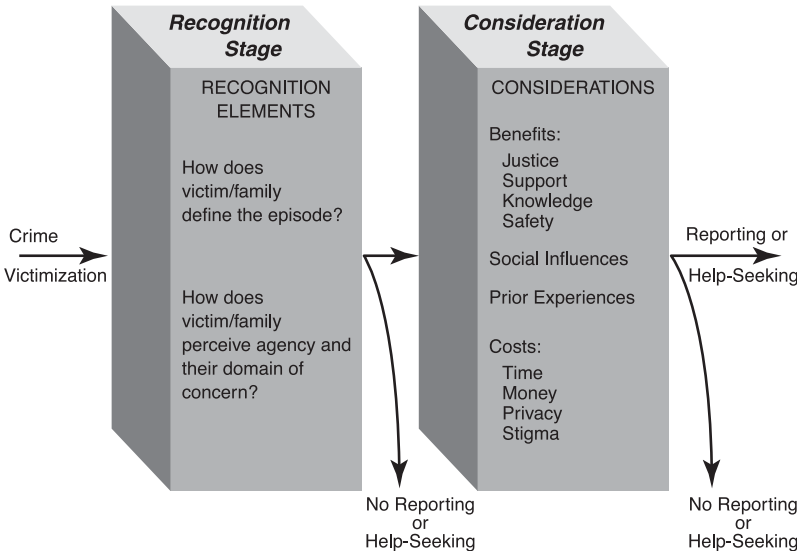 Recognition
Stage
RECOGNITION
ELEMENTS
How does
victim/family
define the episode?
How does
victim/family
perceive agency and
their domain of
concern?
Consideration
Stage
CONSIDERATIONS
Benefits:
Justice
Support
Knowledge
Safety
Social Influences
Prior Experiences
Costs:
Time
Money
Privacy
Stigma
Crime
Victimization
Reporting or
Help-Seeking
No Reporting
or
Help-Seeking
No Reporting
or
Help-Seeking